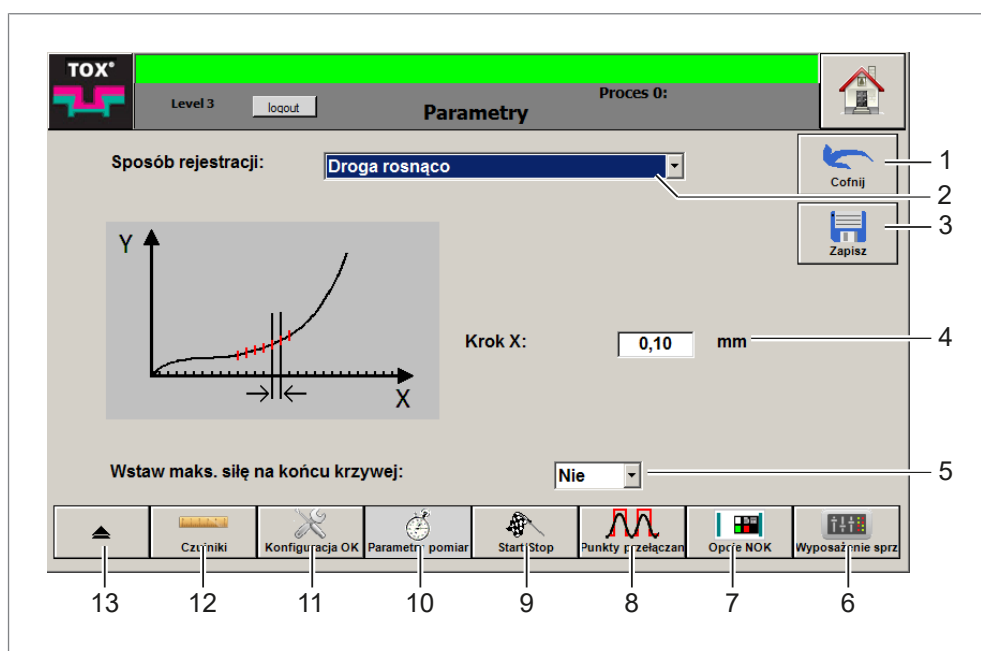 TOX®
Level 3
logout
Parametry
Proces 0:
Sposób rejestracji:
Droga rosnąco
Cofnij
1
2
Zapisz
3
Y
X
Krok X:
0,10
mm
4
Wstaw maks. siłę na końcu krzywej:
Nie
5
Czujniki
Konfiguracja OK
Parametry pomiar
Start/Stop
Punkty przełączan
Opcje NOK
Wyposażenie sprz
13
12
11
10
9
8
7
6